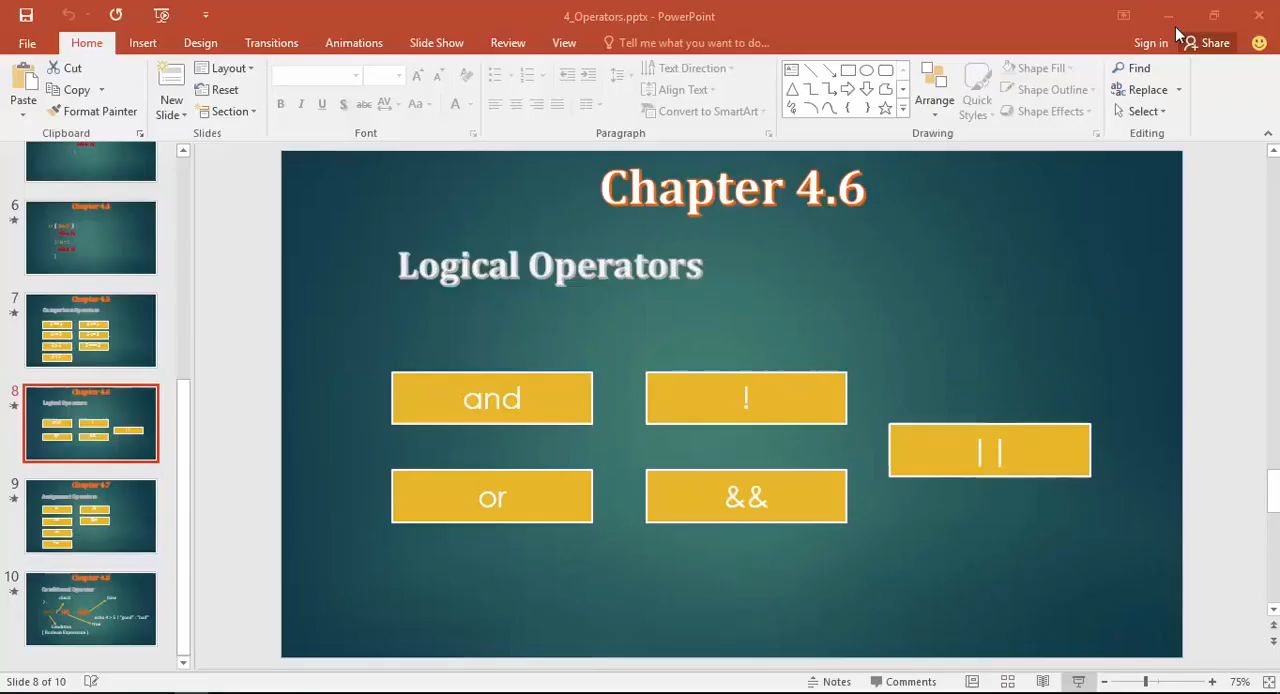 4_Operators.pptx - PowerPoint
File Home Insert Design Transitions Animations Slide Show Review View Tell me what you want to do... Sign in Share
Paste Cut Copy Format Painter Clipboard
New Slide Layout Reset Section Slides
B I U S abc AV Aa A Font
Text Direction Align Text Convert to SmartArt Paragraph
Arrange Quick Styles Shape Fill Shape Outline Shape Effects Drawing
Find Replace Select Editing
6
7
8
9
10
Chapter 4.6
Logical Operators
and
!
||
or
&&
Slide 8 of 10 Notes Comments 75%